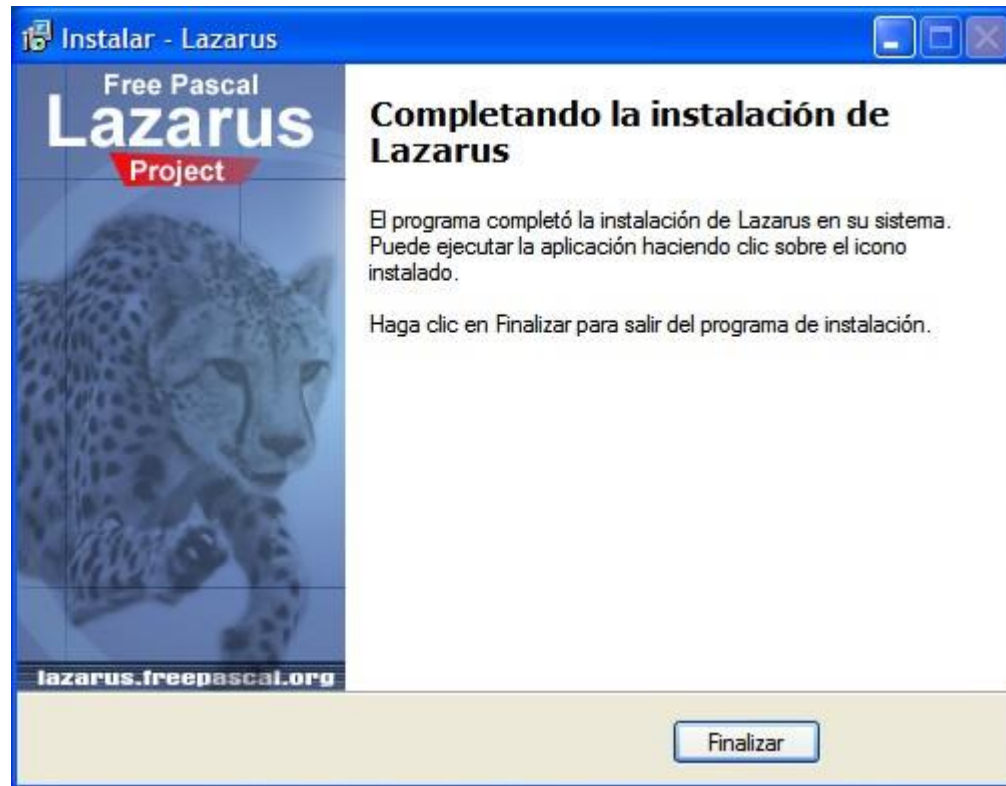 Instalar - Lazarus
Free Pascal
Lazarus
Project
lazarus.freepascal.org
Completando la instalación de
Lazarus
El programa completó la instalación de Lazarus en su sistema.
Puede ejecutar la aplicación haciendo clic sobre el icono
instalado.
Haga clic en Finalizar para salir del programa de instalación.
Finalizar